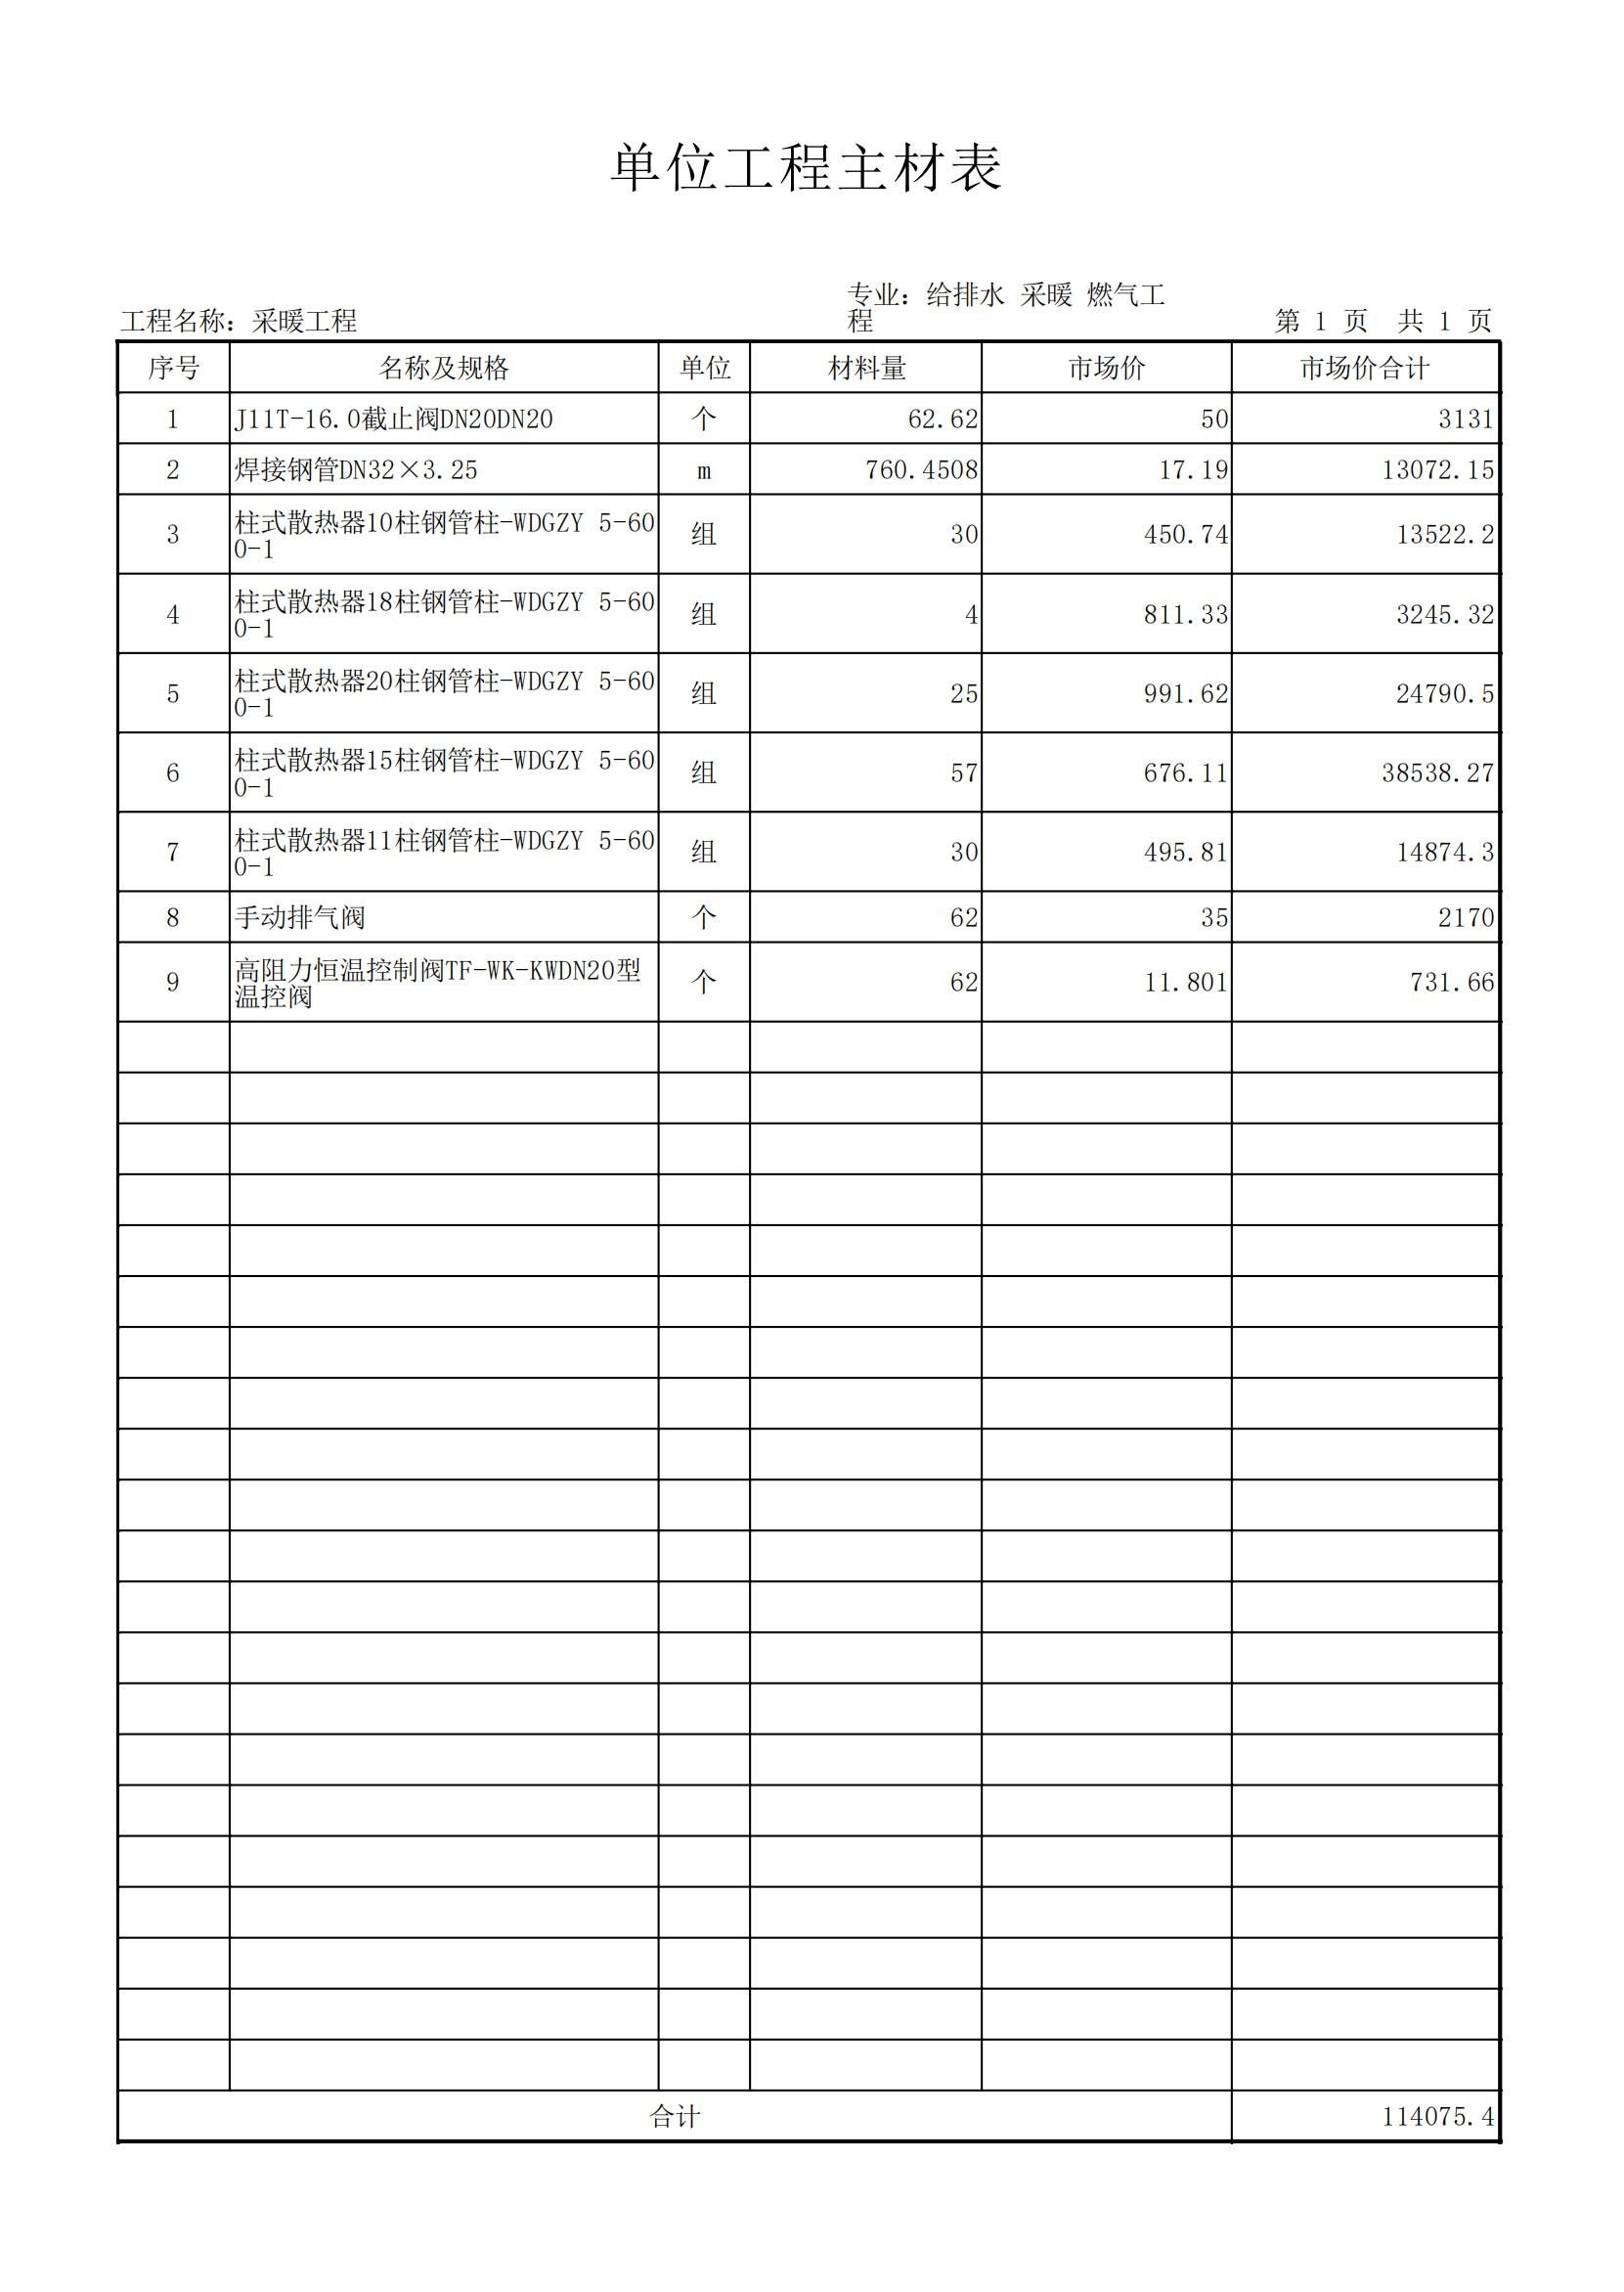 单位工程主材表
专业：给排水 采暖 燃气工
工程名称：采暖工程 程 第 1 页 共 1 页
序号 名称及规格 单位 材料量 市场价 市场价合计
1 J11T-16.0截止阀DN20DN20 个 62.62 50 3131
2 焊接钢管DN32×3.25 m 760.4508 17.19 13072.15
柱式散热器10柱钢管柱-WDGZY 5-60
3 0-1 组 30 450.74 13522.2
柱式散热器18柱钢管柱-WDGZY 5-60
4 0-1 组 4 811.33 3245.32
柱式散热器20柱钢管柱-WDGZY 5-60
5 0-1 组 25 991.62 24790.5
柱式散热器15柱钢管柱-WDGZY 5-60
6 0-1 组 57 676.11 38538.27
柱式散热器11柱钢管柱-WDGZY 5-60
7 0-1 组 30 495.81 14874.3
8 手动排气阀 个 62 35 2170
高阻力恒温控制阀TF-WK-KWDN20型
9 温控阀 个 62 11.801 731.66
合计 114075.4